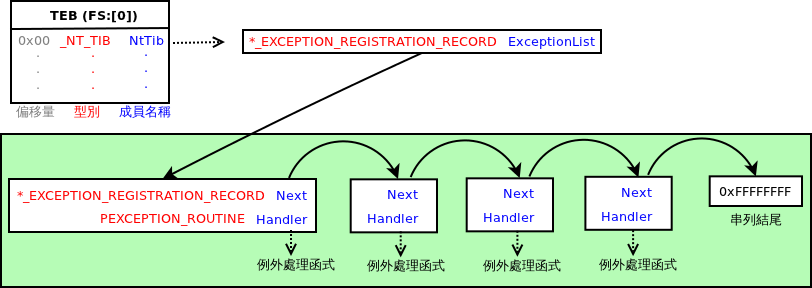 TEB (FS:[0])
0x00 _NT_TIB NtTib
. . .
. . .
. . .
偏移量 型別 成員名稱
*_EXCEPTION_REGISTRATION_RECORD ExceptionList
*_EXCEPTION_REGISTRATION_RECORD Next
PEXCEPTION_ROUTINE Handler
例外處理函式
Next
Handler
例外處理函式
Next
Handler
例外處理函式
Next
Handler
例外處理函式
0xFFFFFFFF
串列結尾